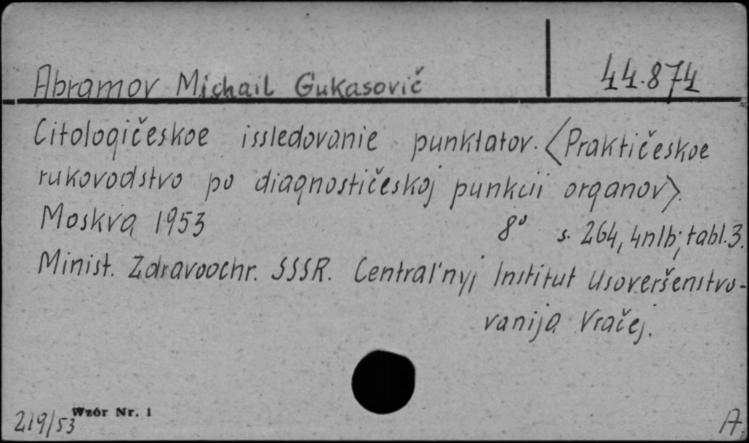 Abramov Michail Gukasovič
44.874
Citologičeskoe issledovanie punktatov. <Praktičeskoe
rukovodstvo po diagnostičeskoj punkcii organov>.
Moskva 1953 8° s. 264, 4nlb; tabl. 3.
Minist. Zdravoochr. SSSR. Central'nyj Institut Usoveršenstvo-
vanija Vračej.
219/53
Wzór Nr. 1
A.